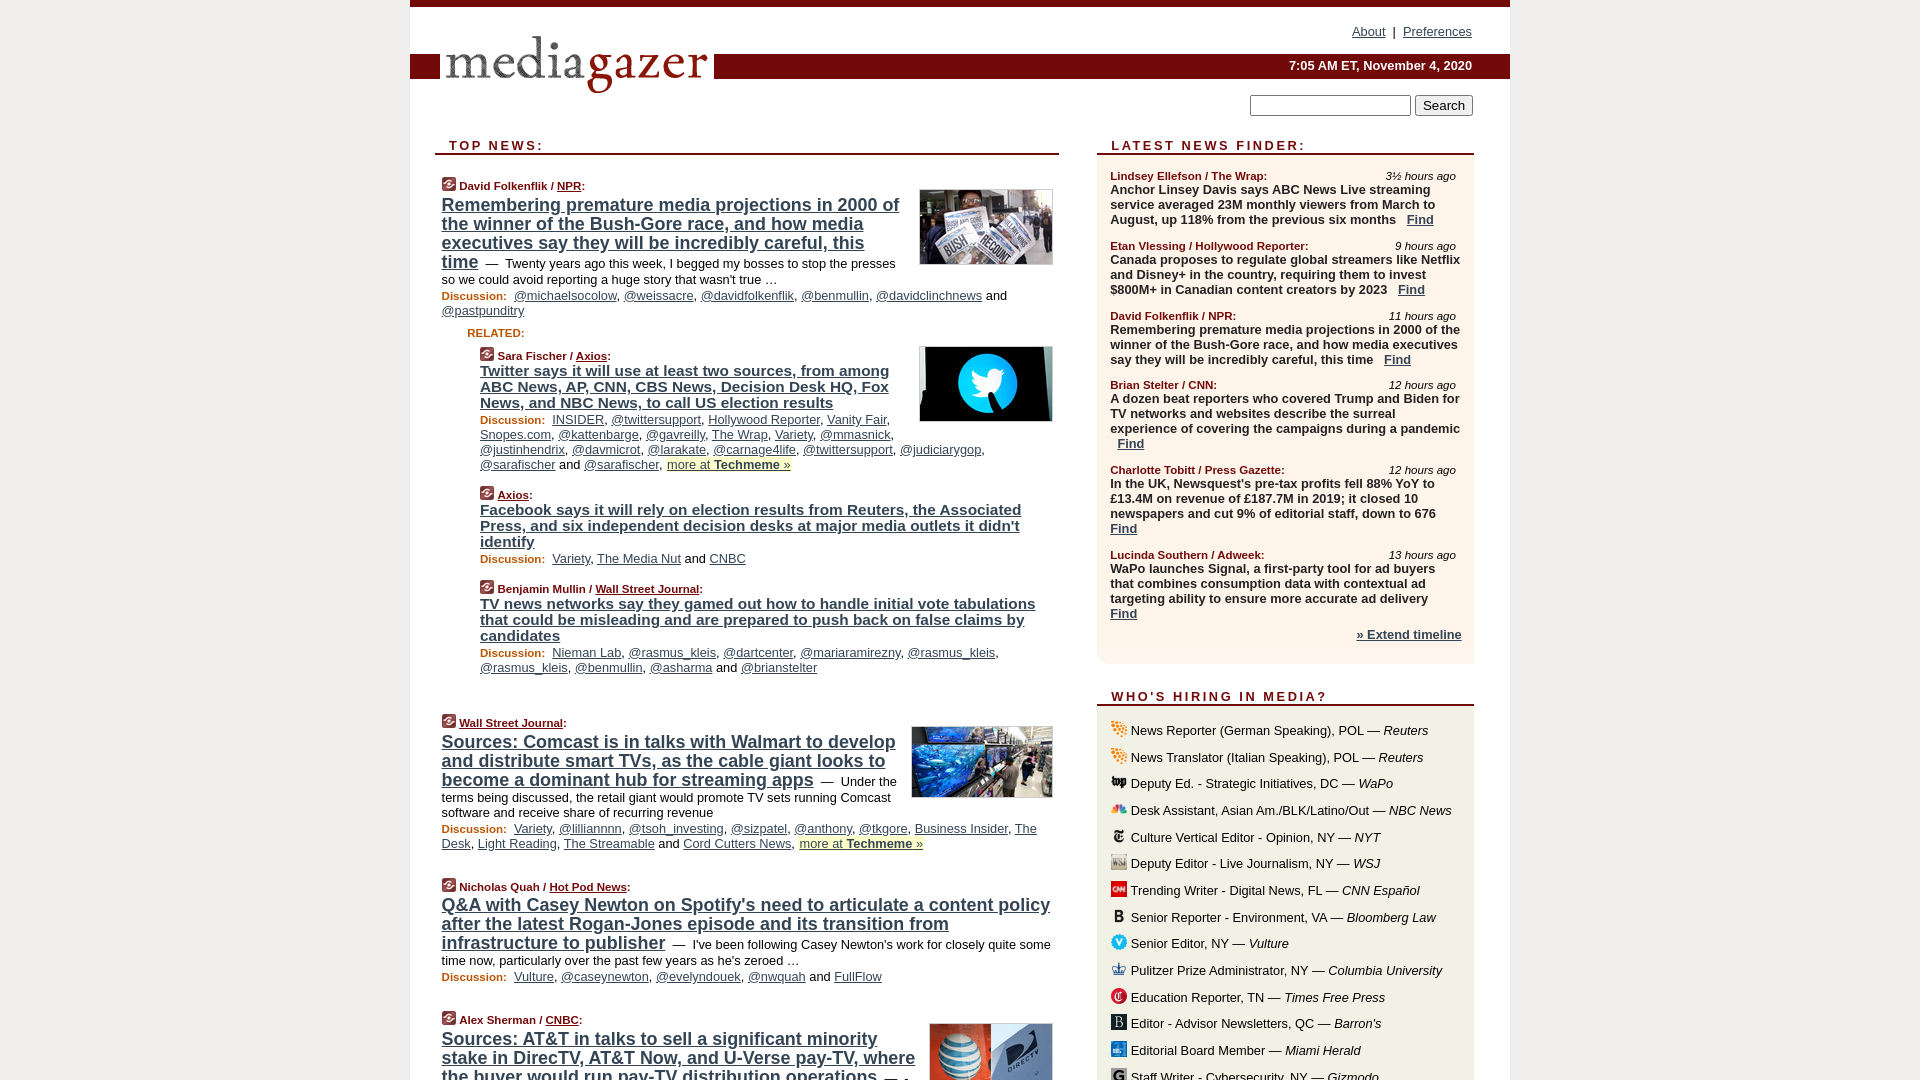 About | Preferences
mediagazer
7:05 AM ET, November 4, 2020
Search
TOP NEWS:
David Folkenflik / NPR:
Remembering premature media projections in 2000 of
the winner of the Bush-Gore race, and how media
executives say they will be incredibly careful, this
time — Twenty years ago this week, I begged my bosses to stop the presses
so we could avoid reporting a huge story that wasn't true …
Discussion: @michaelsocolow, @weissacre, @davidfolkenflik, @benmullin, @davidclinchnews and
@pastpunditry
RELATED:
Sara Fischer / Axios:
Twitter says it will use at least two sources, from among
ABC News, AP, CNN, CBS News, Decision Desk HQ, Fox
News, and NBC News, to call US election results
Discussion: INSIDER, @twittersupport, Hollywood Reporter, Vanity Fair,
Snopes.com, @kattenbarge, @gavreilly, The Wrap, Variety, @mmasnick,
@justinhendrix, @davmicrot, @larakate, @carnage4life, @twittersupport, @judiciarygop,
@sarafischer and @sarafischer, more at Techmeme »
Axios:
Facebook says it will rely on election results from Reuters, the Associated
Press, and six independent decision desks at major media outlets it didn't
identify
Discussion: Variety, The Media Nut and CNBC
Benjamin Mullin / Wall Street Journal:
TV news networks say they gamed out how to handle initial vote tabulations
that could be misleading and are prepared to push back on false claims by
candidates
Discussion: Nieman Lab, @rasmus_kleis, @dartcenter, @mariaramirezny, @rasmus_kleis,
@rasmus_kleis, @benmullin, @asharma and @brianstelter
Wall Street Journal:
Sources: Comcast is in talks with Walmart to develop
and distribute smart TVs, as the cable giant looks to
become a dominant hub for streaming apps — Under the
terms being discussed, the retail giant would promote TV sets running Comcast
software and receive share of recurring revenue
Discussion: Variety, @lilliannnn, @tsoh_investing, @sizpatel, @anthony, @tkgore, Business Insider, The
Desk, Light Reading, The Streamable and Cord Cutters News, more at Techmeme »
Nicholas Quah / Hot Pod News:
Q&A with Casey Newton on Spotify's need to articulate a content policy
after the latest Rogan-Jones episode and its transition from
infrastructure to publisher — I've been following Casey Newton's work for closely quite some
time now, particularly over the past few years as he's zeroed …
Discussion: Vulture, @caseynewton, @evelyndouek, @nwquah and FullFlow
Alex Sherman / CNBC:
Sources: AT&T in talks to sell a significant minority
stake in DirecTV, AT&T Now, and U-Verse pay-TV, where
the buyer would run pay-TV distribution operations —
LATEST NEWS FINDER:
Lindsey Ellefson / The Wrap: 3½ hours ago
Anchor Linsey Davis says ABC News Live streaming
service averaged 23M monthly viewers from March to
August, up 118% from the previous six months Find
Etan Vlessing / Hollywood Reporter: 9 hours ago
Canada proposes to regulate global streamers like Netflix
and Disney+ in the country, requiring them to invest
$800M+ in Canadian content creators by 2023 Find
David Folkenflik / NPR: 11 hours ago
Remembering premature media projections in 2000 of the
winner of the Bush-Gore race, and how media executives
say they will be incredibly careful, this time Find
Brian Stelter / CNN: 12 hours ago
A dozen beat reporters who covered Trump and Biden for
TV networks and websites describe the surreal
experience of covering the campaigns during a pandemic
Find
Charlotte Tobitt / Press Gazette: 12 hours ago
In the UK, Newsquest's pre-tax profits fell 88% YoY to
£13.4M on revenue of £187.7M in 2019; it closed 10
newspapers and cut 9% of editorial staff, down to 676
Find
Lucinda Southern / Adweek: 13 hours ago
WaPo launches Signal, a first-party tool for ad buyers
that combines consumption data with contextual ad
targeting ability to ensure more accurate ad delivery
Find
» Extend timeline
WHO'S HIRING IN MEDIA?
News Reporter (German Speaking), POL — Reuters
News Translator (Italian Speaking), POL — Reuters
Deputy Ed. - Strategic Initiatives, DC — WaPo
Desk Assistant, Asian Am./BLK/Latino/Out — NBC News
Culture Vertical Editor - Opinion, NY — NYT
Deputy Editor - Live Journalism, NY — WSJ
Trending Writer - Digital News, FL — CNN Español
Senior Reporter - Environment, VA — Bloomberg Law
Senior Editor, NY — Vulture
Pulitzer Prize Administrator, NY — Columbia University
Education Reporter, TN — Times Free Press
Editor - Advisor Newsletters, QC — Barron's
Editorial Board Member — Miami Herald
Staff Writer - Cybersecurity, NY — Gizmodo